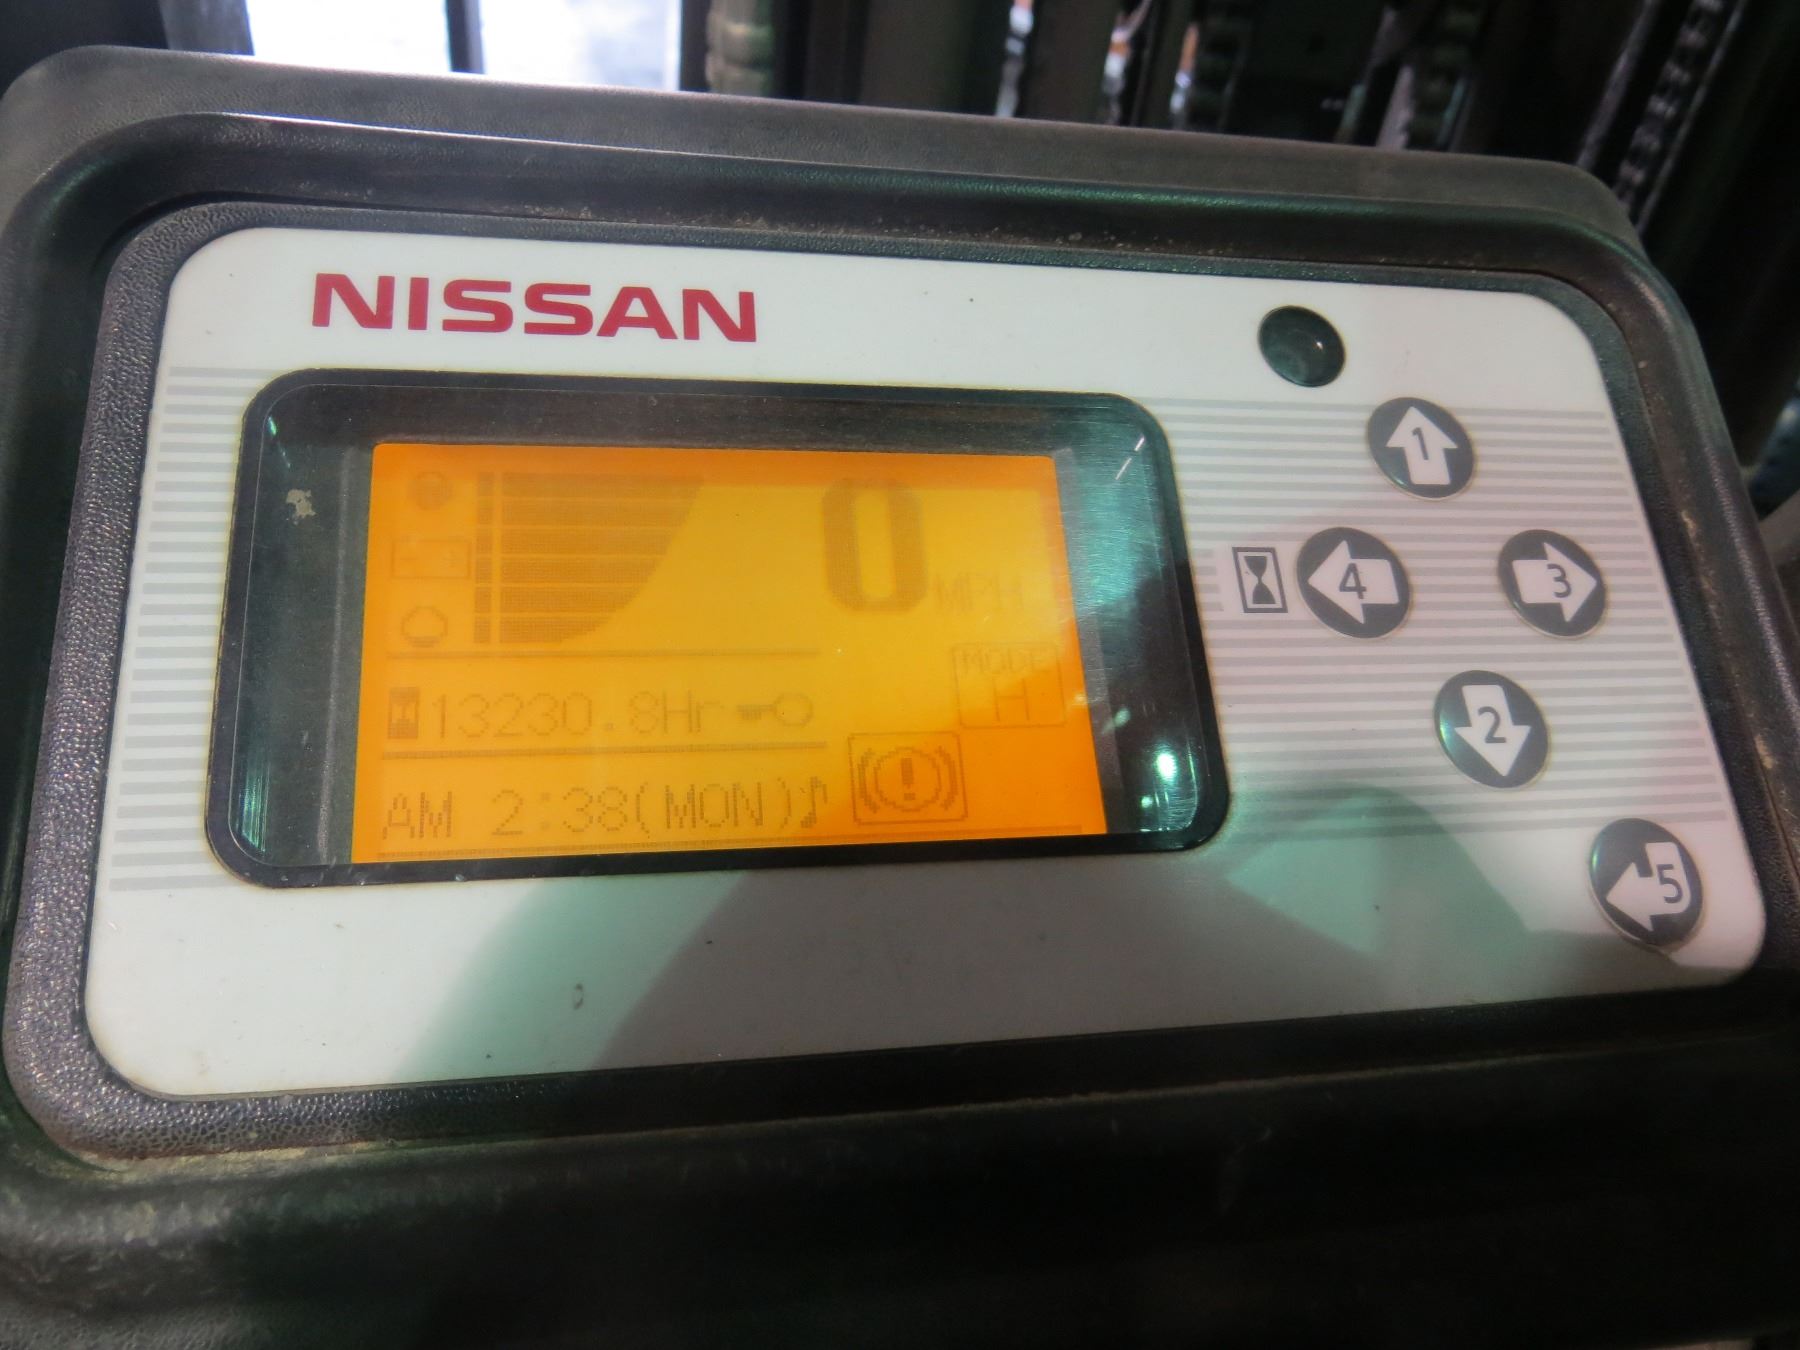 NISSAN
0 MPH
MODE
H
13230.8Hr
AM 2:38(MON)♪
!
1
4
3
2
5